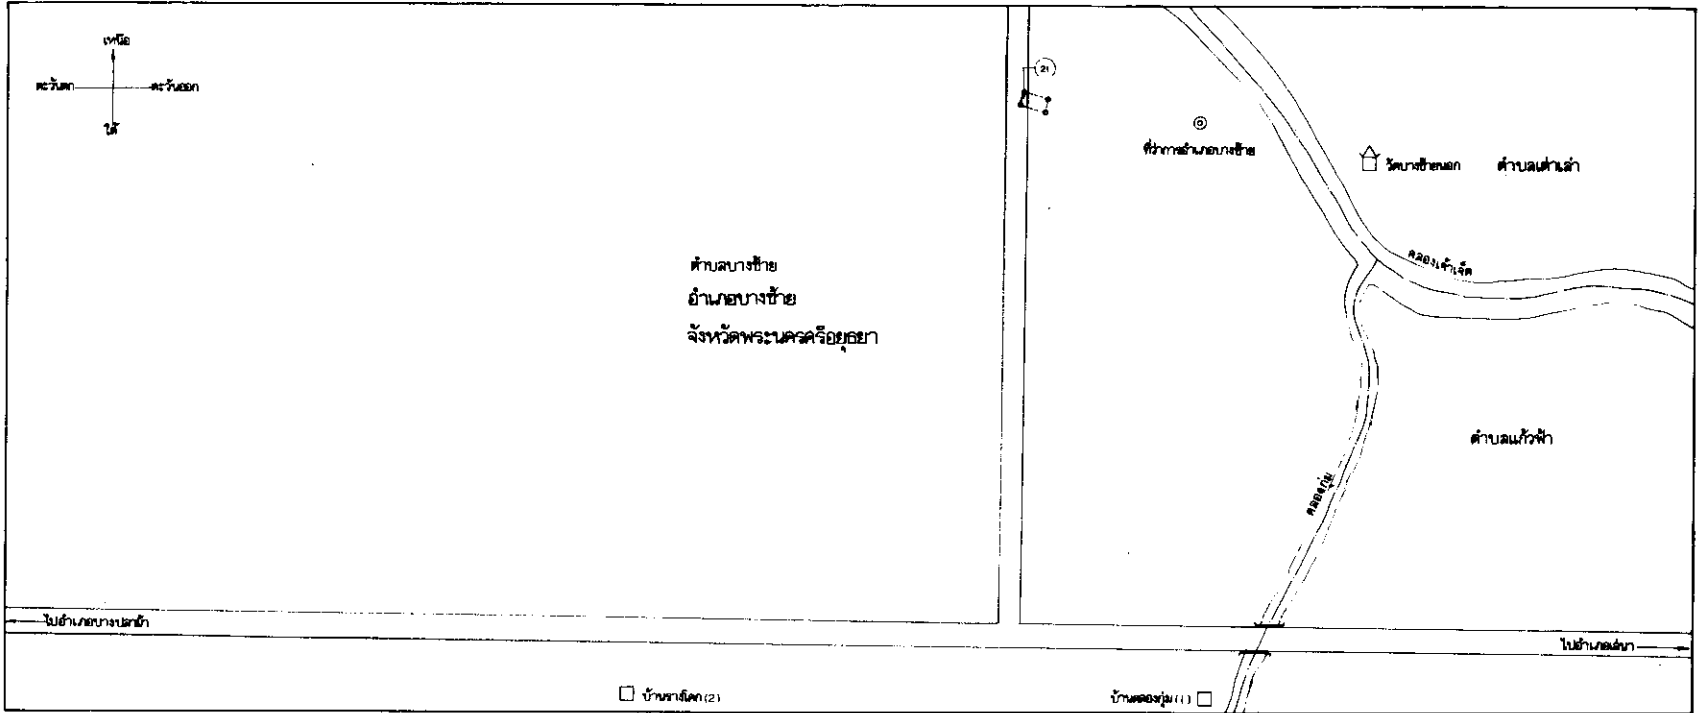 เหนือ
ตะวันตก
ตะวันออก
ใต้
21
ที่ว่าการอำเภอบางซ้าย
วัดบางซ้ายนอก
ตำบลเต่าเล่า
ตำบลบางซ้าย
อำเภอบางซ้าย
จังหวัดพระนครศรีอยุธยา
คลองเจ้าเจ็ด
ตำบลแก้วฟ้า
คลองกุ่ม
ไปอำเภอบางปลาม้า
ไปอำเภอเสนา
บ้านรางโคก (2)
บ้านคลองกุ่ม (1)